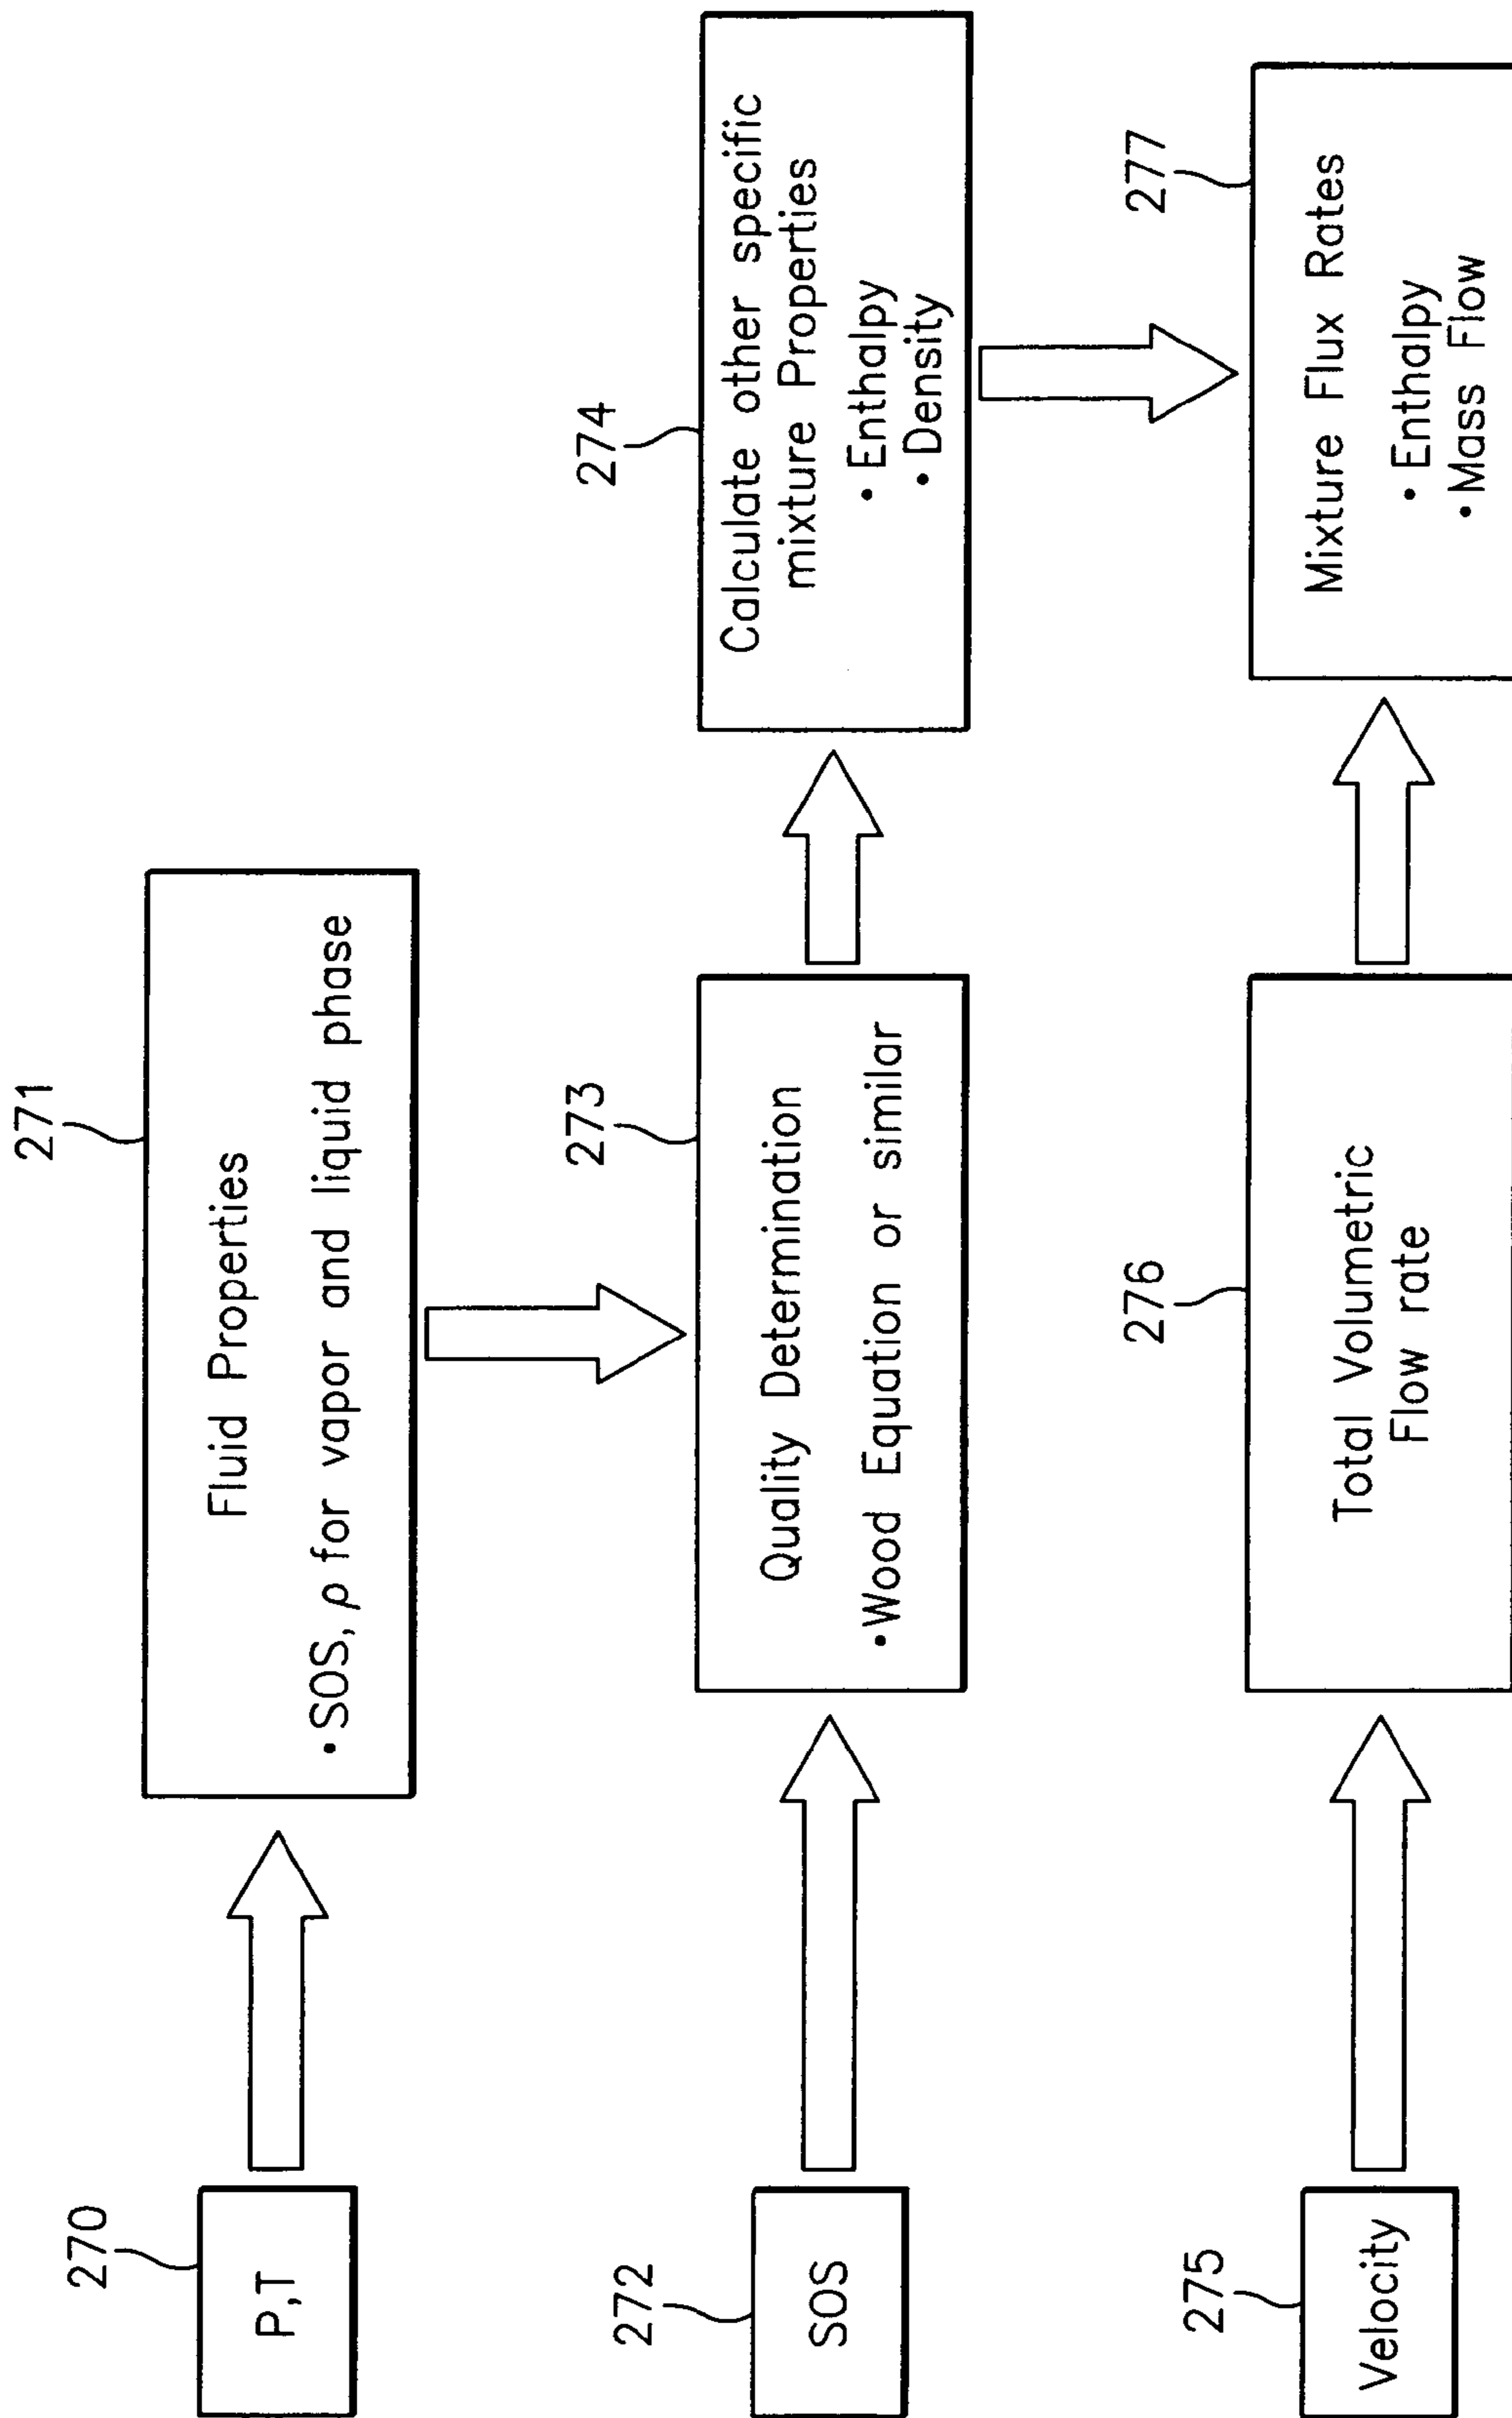 270
P,T
271
Fluid Properties
• SOS, ρ for vapor and liquid phase
272
SOS
273
Quality Determination
• Wood Equation or similar
274
Calculate other specific
mixture Properties
• Enthalpy
• Density
275
Velocity
276
Total Volumetric
Flow rate
277
Mixture Flux Rates
• Enthalpy
• Mass Flow